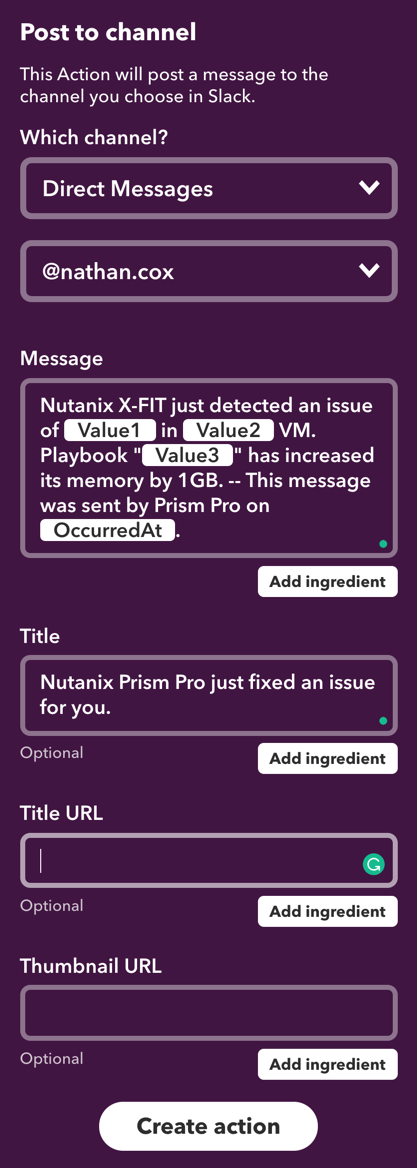 Post to channel
This Action will post a message to the
channel you choose in Slack.
Which channel?
Direct Messages
@nathan.cox
Message
Nutanix X-FIT just detected an issue
of Value1 in Value2 VM.
Playbook "Value3" has increased
its memory by 1GB. -- This message
was sent by Prism Pro on
OccurredAt.
Add ingredient
Title
Nutanix Prism Pro just fixed an issue
for you.
Optional
Add ingredient
Title URL
Optional
Add ingredient
Thumbnail URL
Optional
Add ingredient
Create action